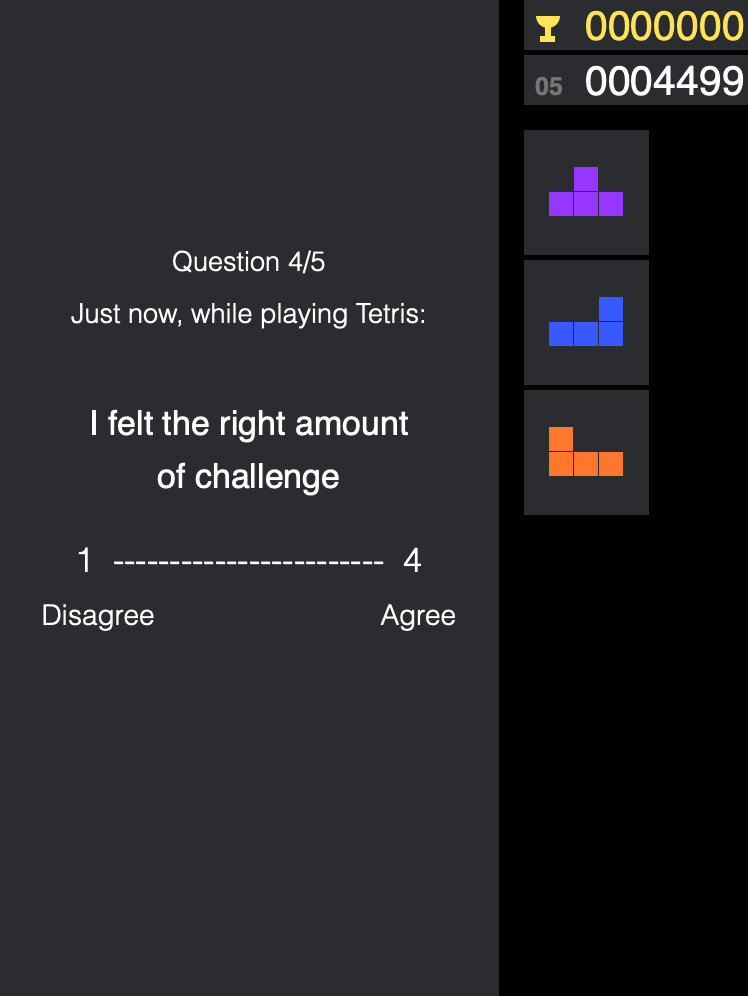 0000000
05 0004499
Question 4/5
Just now, while playing Tetris:
I felt the right amount
of challenge
1 ------------------------ 4
Disagree Agree